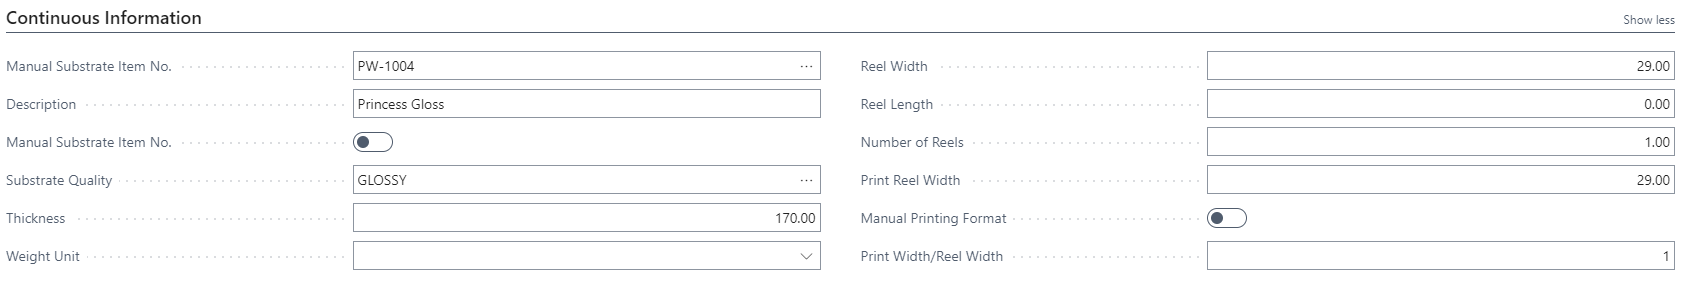 Continuous Information
Show less
Manual Substrate Item No.
PW-1004
Description
Princess Gloss
Manual Substrate Item No.
Substrate Quality
GLOSSY
Thickness
170.00
Weight Unit
Reel Width
29.00
Reel Length
0.00
Number of Reels
1.00
Print Reel Width
29.00
Manual Printing Format
Print Width/Reel Width
1